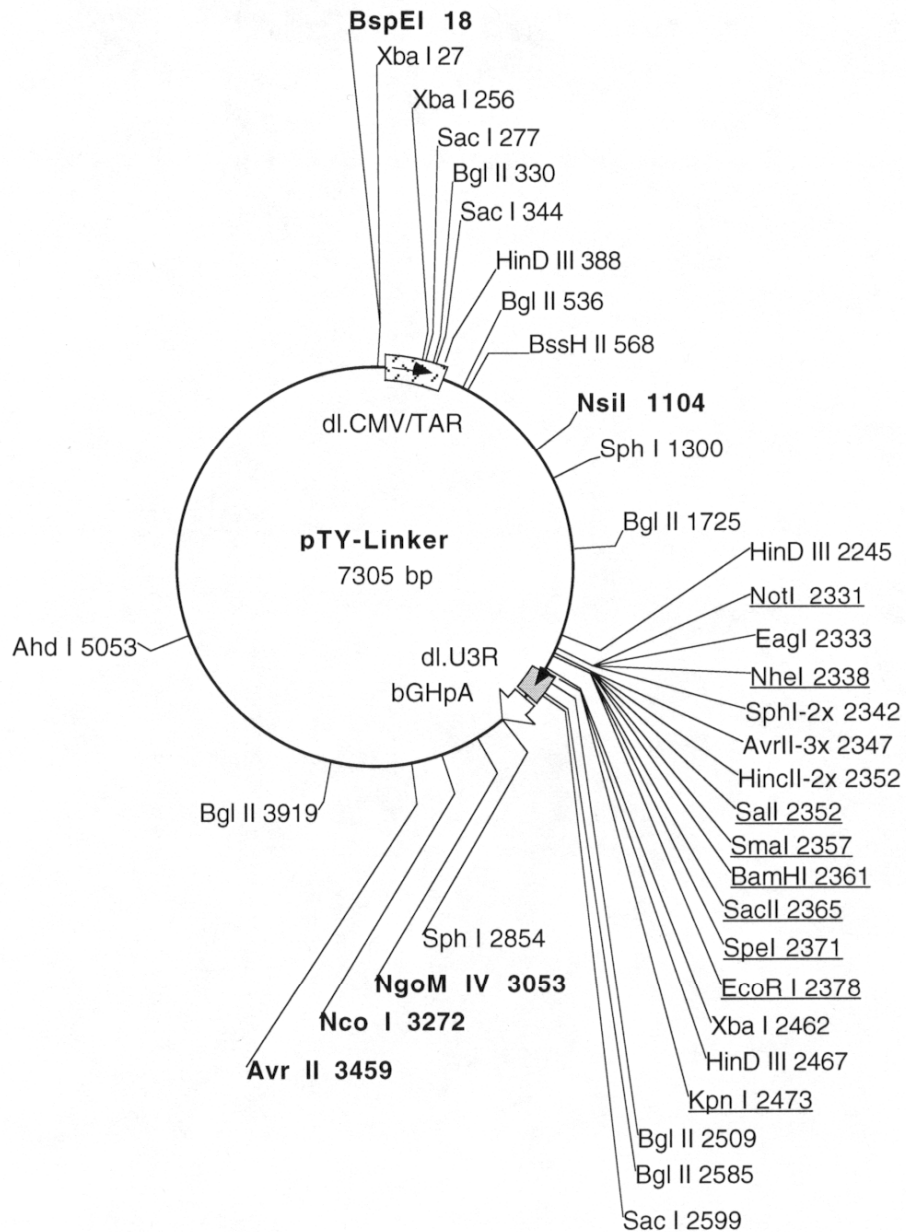 BspEI 18
Xba I 27
Xba I 256
Sac I 277
Bgl II 330
Sac I 344
HinD III 388
Bgl II 536
BssH II 568
NsiI 1104
Sph I 1300
Bgl II 1725
HinD III 2245
NotI 2331
EagI 2333
NheI 2338
SphI-2x 2342
AvrII-3x 2347
HincII-2x 2352
SalI 2352
SmaI 2357
BamHI 2361
SacII 2365
SpeI 2371
EcoR I 2378
Xba I 2462
HinD III 2467
Kpn I 2473
Bgl II 2509
Bgl II 2585
Sac I 2599
Sph I 2854
NgoM IV 3053
Nco I 3272
Avr II 3459
Bgl II 3919
Ahd I 5053
dl.CMV/TAR
pTY-Linker
7305 bp
dl.U3R
bGHpA